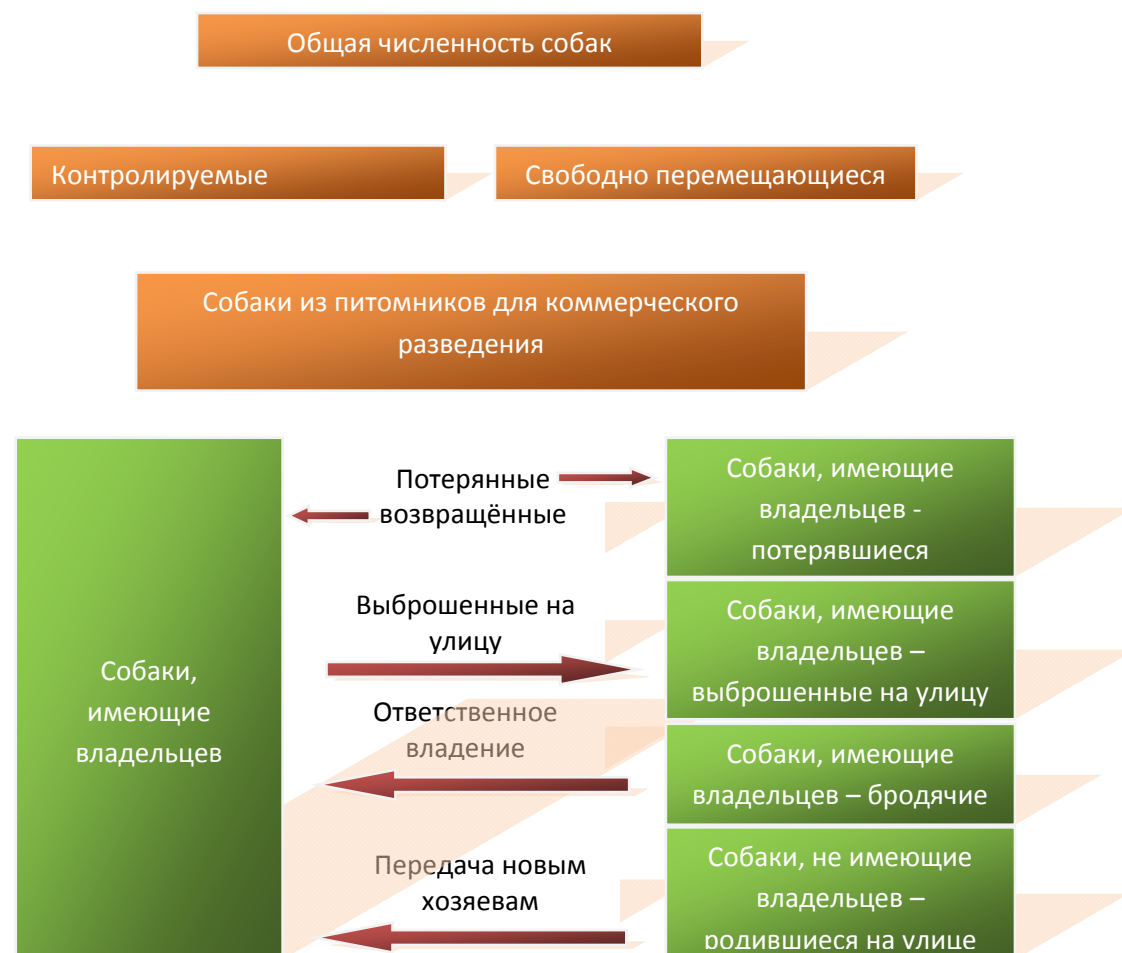 Общая численность собак
Контролируемые
Свободно перемещающиеся
Собаки из питомников для коммерческого
разведения
Собаки,
имеющие
владельцев
Потерянные
возвращённые
Выброшенные на
улицу
Ответственное
владение
Передача новым
хозяевам
Собаки, имеющие
владельцев -
потерявшиеся
Собаки, имеющие
владельцев –
выброшенные на улицу
Собаки, имеющие
владельцев – бродячие
Собаки, не имеющие
владельцев –
родившиеся на улице